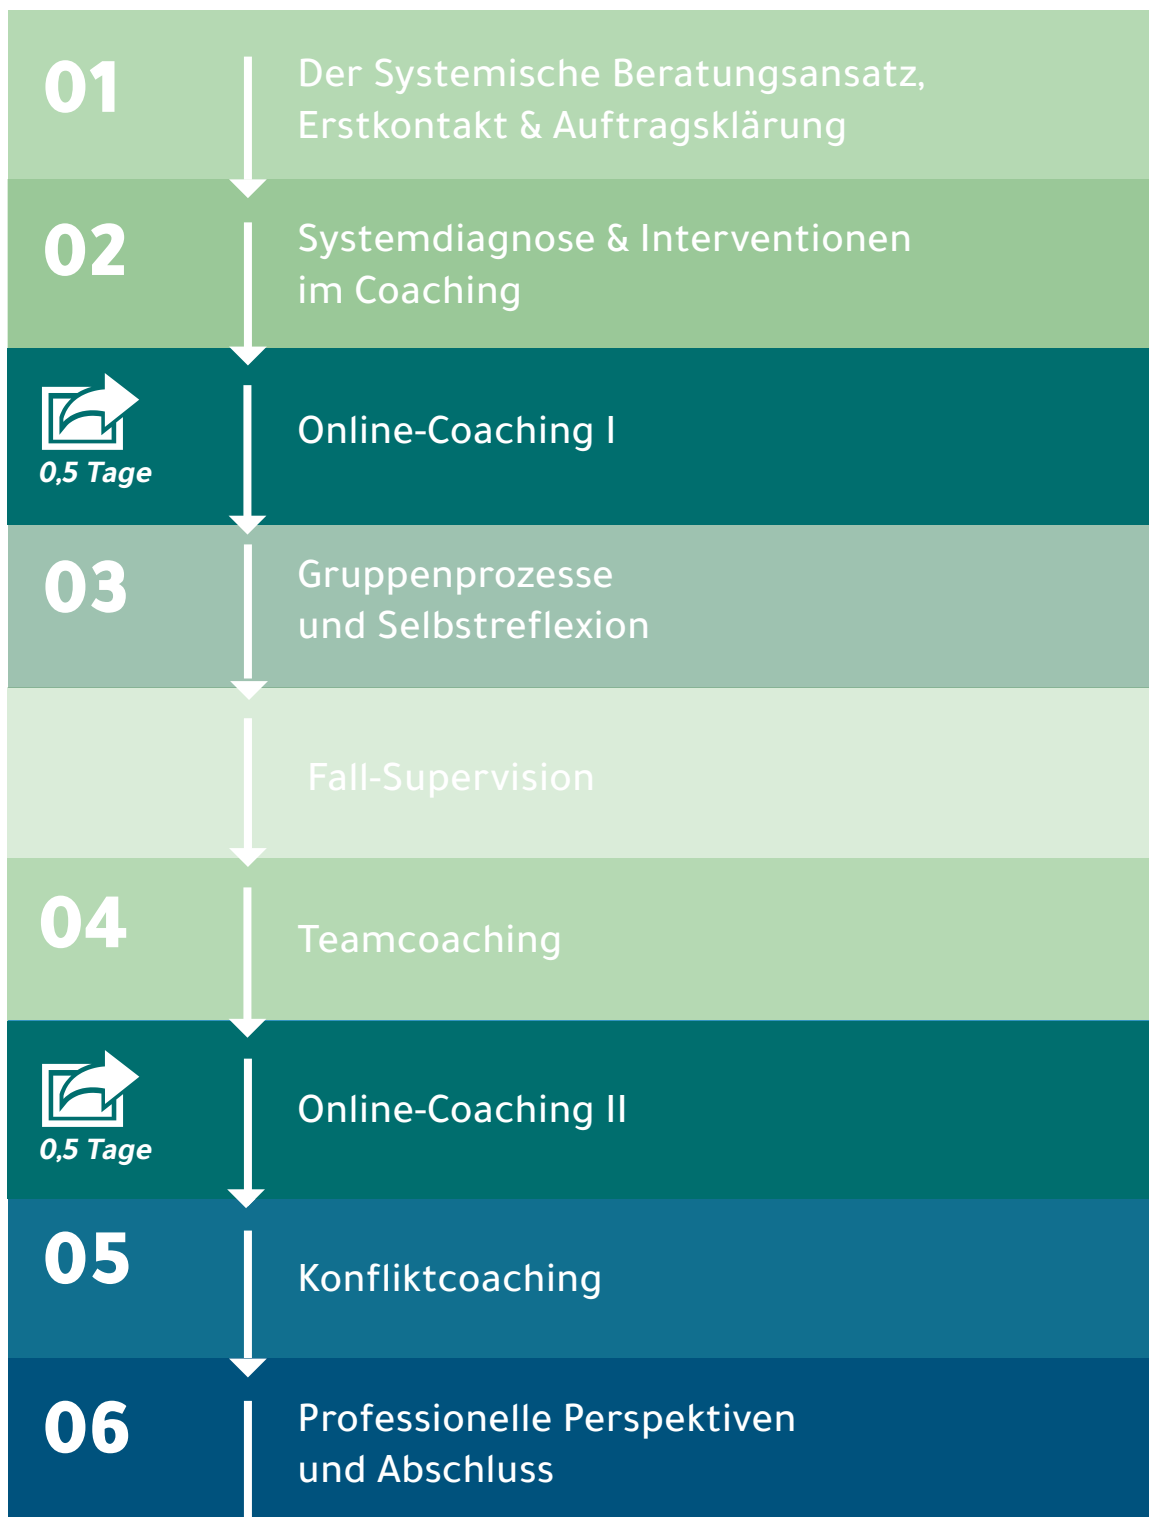 01
Der Systemische Beratungsansatz,
Erstkontakt & Auftragsklärung
02
Systemdiagnose & Interventionen
im Coaching
0,5 Tage
Online-Coaching I
03
Gruppenprozesse
und Selbstreflexion
Fall-Supervision
04
Teamcoaching
0,5 Tage
Online-Coaching II
05
Konfliktcoaching
06
Professionelle Perspektiven
und Abschluss